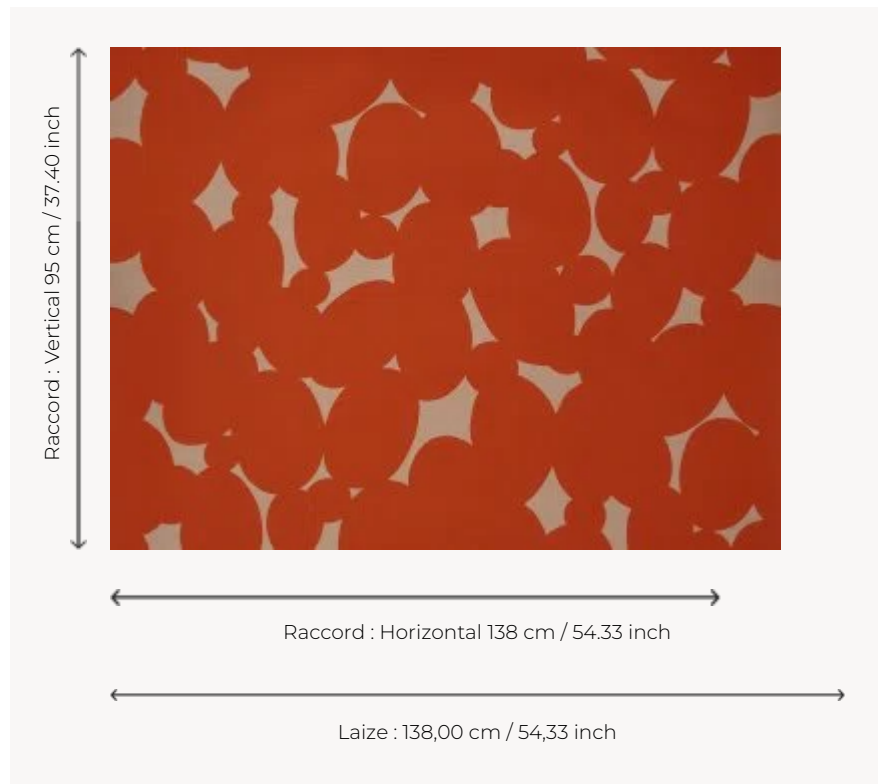 Raccord : Vertical 95 cm / 37.40 inch
Raccord : Horizontal 138 cm / 54.33 inch
Laize : 138,00 cm / 54,33 inch